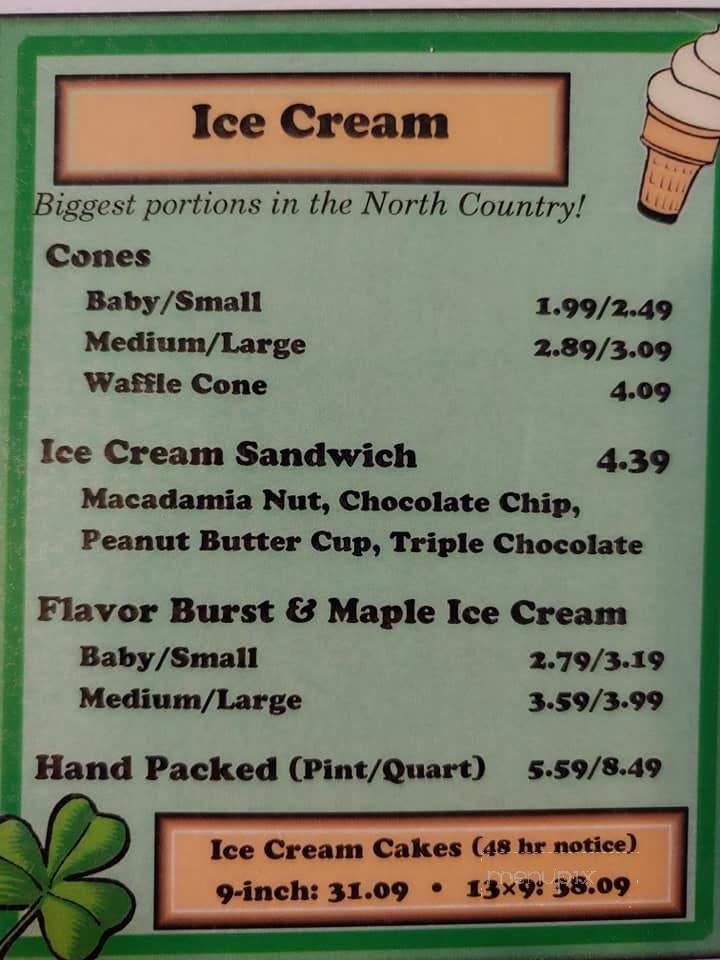 Ice Cream
Biggest portions in the North Country!
Cones
Baby/Small 1.99/2.49
Medium/Large 2.89/3.09
Waffle Cone 4.09
Ice Cream Sandwich 4.39
Macadamia Nut, Chocolate Chip,
Peanut Butter Cup, Triple Chocolate
Flavor Burst & Maple Ice Cream
Baby/Small 2.79/3.19
Medium/Large 3.59/3.99
Hand Packed (Pint/Quart) 5.59/8.49
Ice Cream Cakes (48 hr notice)
9-inch: 31.09 • 13×9: 38.09
menupix